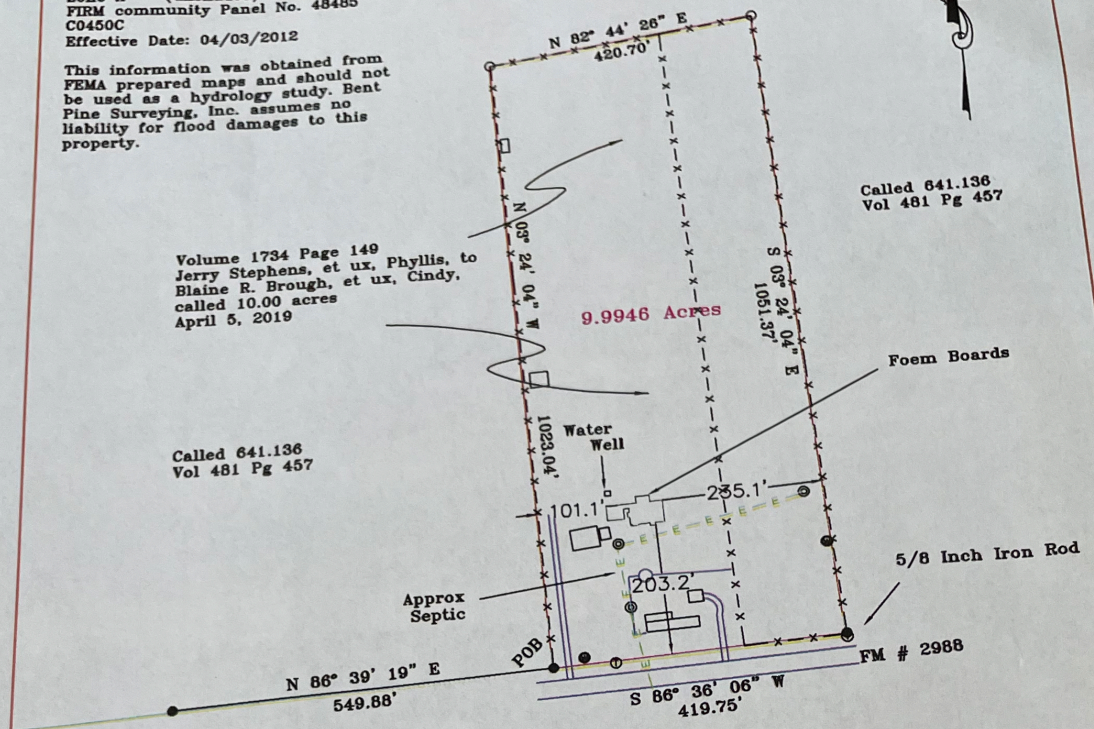 FIRM community Panel No. 48485
C0450C
Effective Date: 04/03/2012
This information was obtained from
FEMA prepared maps and should not
be used as a hydrology study. Bent
Pine Surveying, Inc. assumes no
liability for flood damages to this
property.
N 82° 44' 26" E
420.70'
Called 641.136
Vol 481 Pg 457
N 03° 24' 04" W
1023.04'
S 03° 24' 04" E
1051.37'
Volume 1734 Page 149
Jerry Stephens, et ux, Phyllis, to
Blaine R. Brough, et ux, Cindy,
called 10.00 acres
April 5, 2019
9.9946 Acres
Foem Boards
Called 641.136
Vol 481 Pg 457
Water
Well
101.1'
235.1'
5/8 Inch Iron Rod
Approx
Septic
203.2'
POB
FM # 2988
N 86° 39' 19" E
549.88'
S 86° 36' 06" W
419.75'